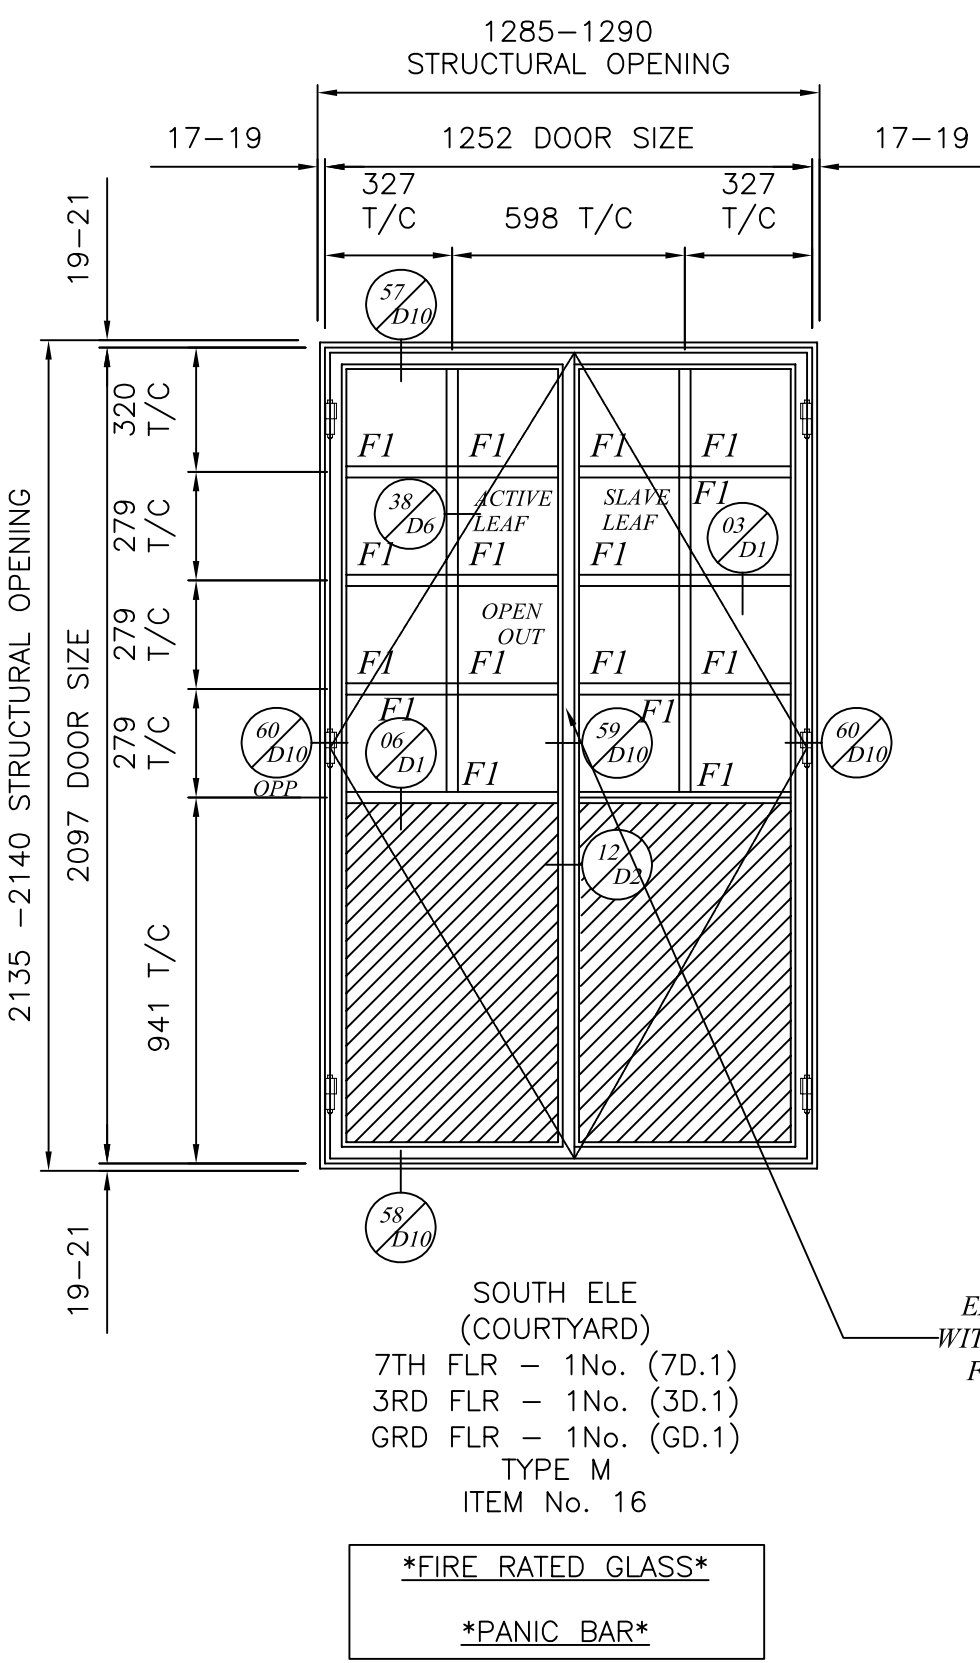 1285-1290
STRUCTURAL OPENING
17-19
1252 DOOR SIZE
17-19
327
T/C
598 T/C
327
T/C
19-21
57
D10
320
T/C
F1
F1
F1
F1
38
D6
ACTIVE
LEAF
SLAVE
LEAF
F1
03
D1
279
T/C
F1
F1
F1
OPEN
OUT
279
T/C
F1
F1
F1
F1
2135 -2140 STRUCTURAL OPENING
2097 DOOR SIZE
279
T/C
60
D10
OPP
F1
06
D1
F1
59
D10
F1
F1
60
D10
12
D2
941 T/C
19-21
58
D10
WIT
F
SOUTH ELE
(COURTYARD)
7TH FLR - 1No. (7D.1)
3RD FLR - 1No. (3D.1)
GRD FLR - 1No. (GD.1)
TYPE M
ITEM No. 16
*FIRE RATED GLASS*
*PANIC BAR*